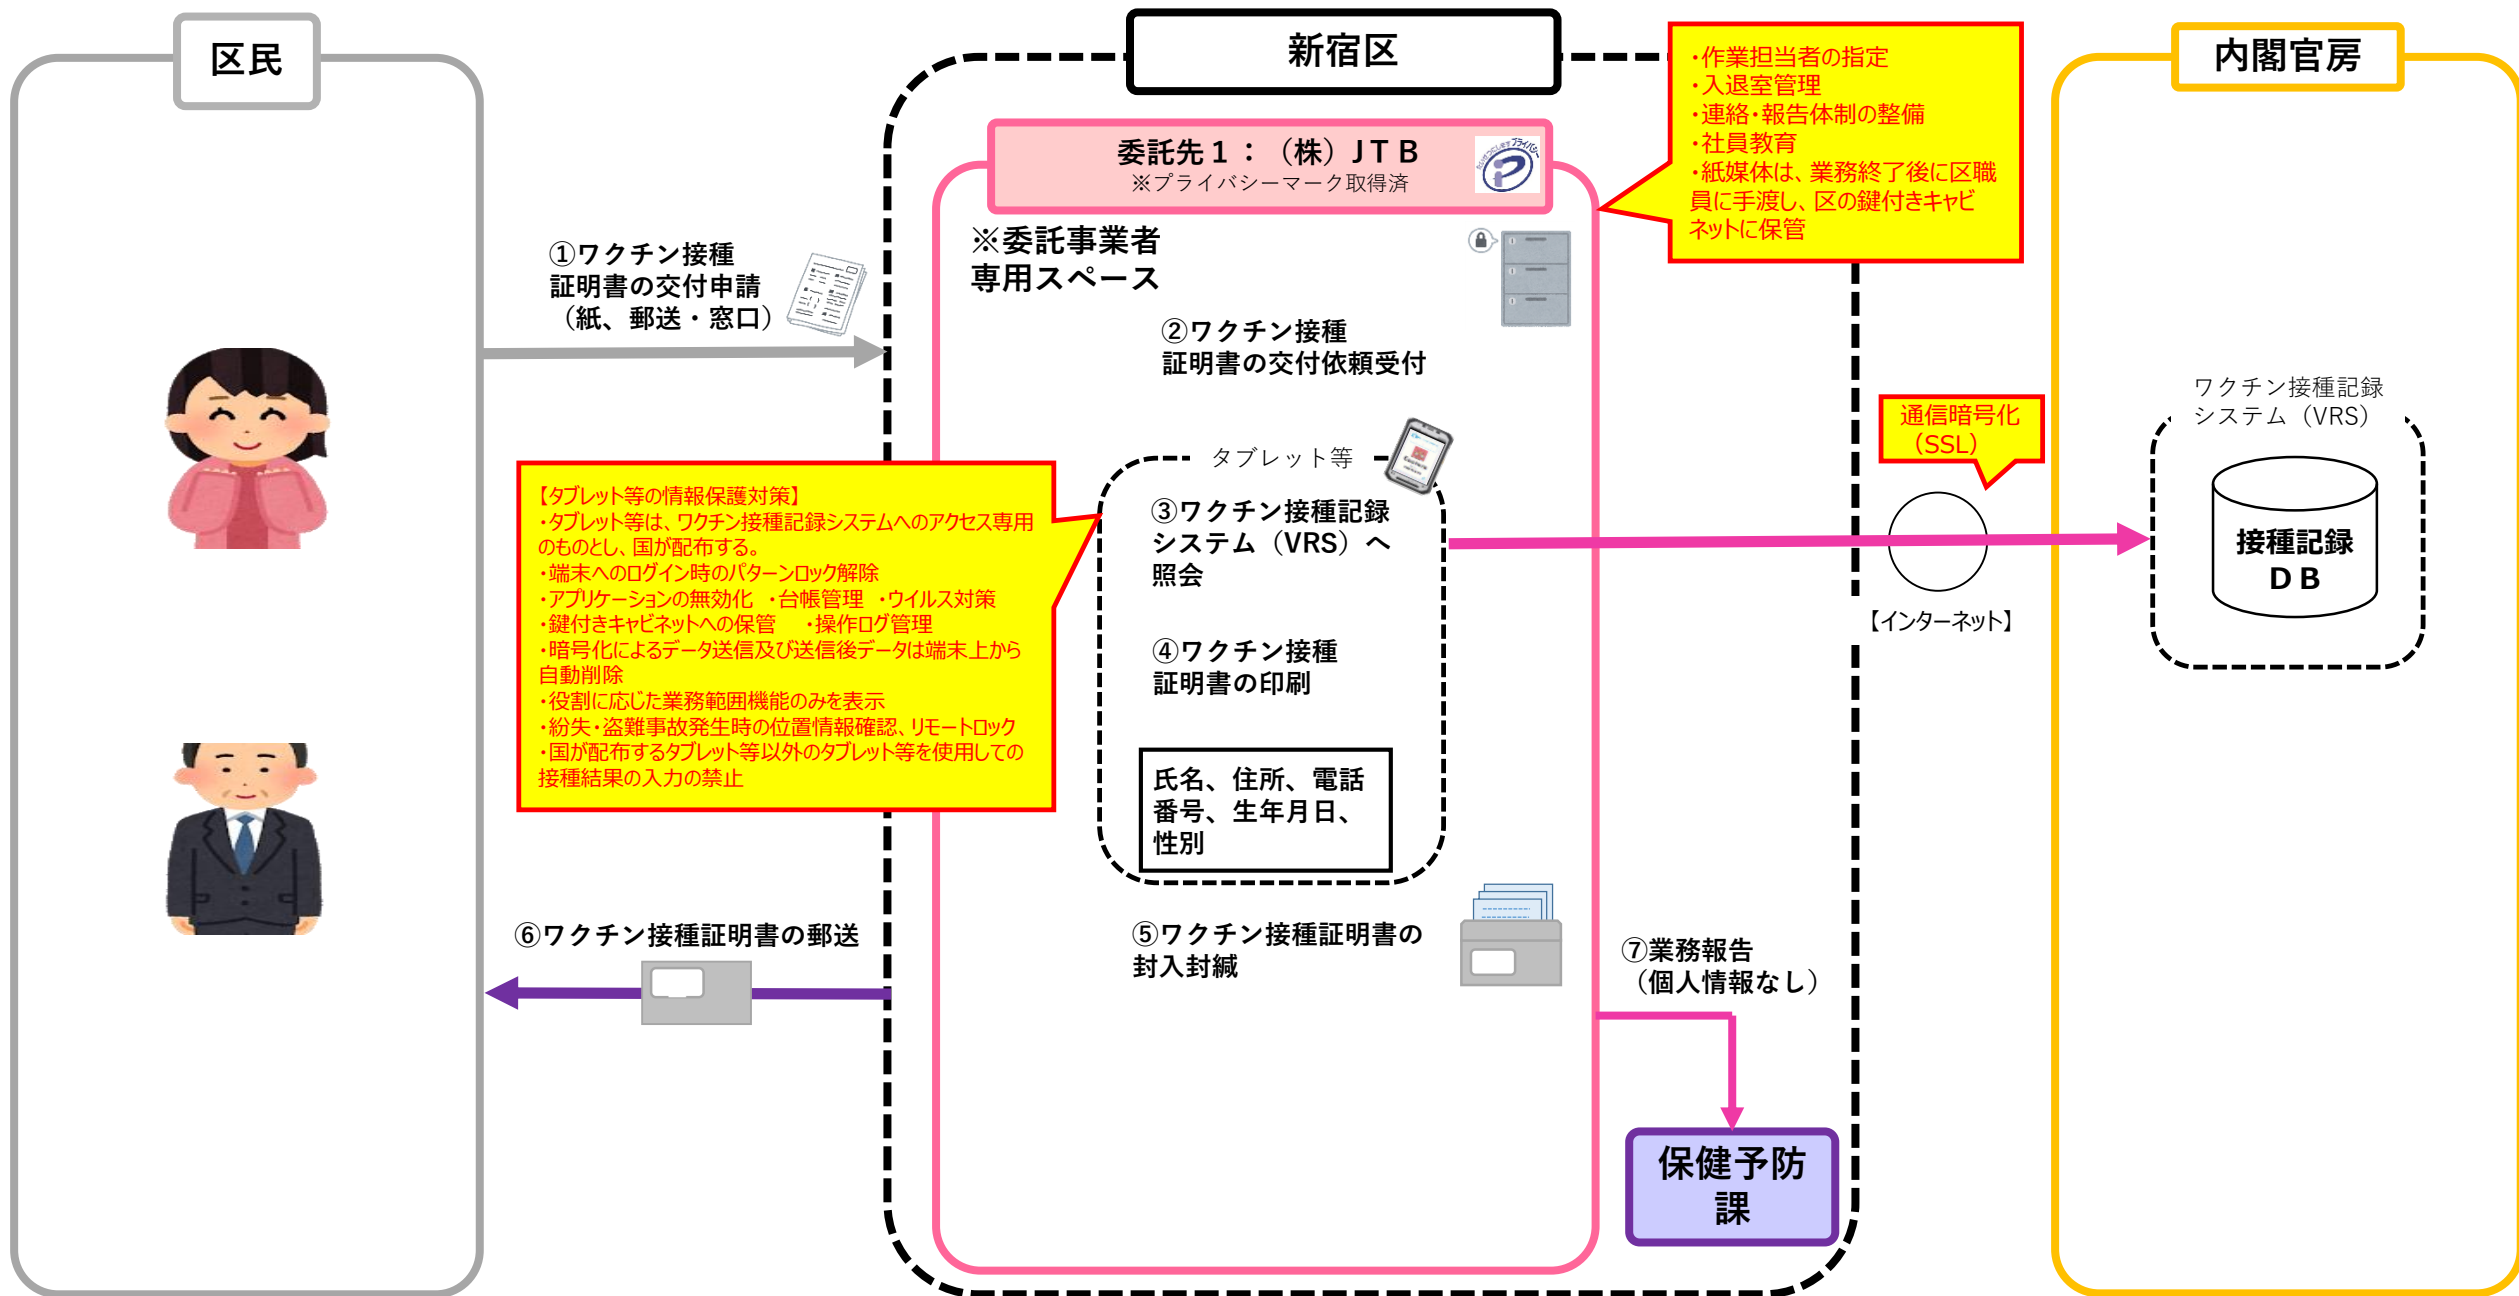 区民
新宿区
内閣官房
・作業担当者の指定
・入退室管理
・連絡・報告体制の整備
・社員教育
・紙媒体は、業務終了後に区職
員に手渡し、区の鍵付きキャビ
ネットに保管
委託先１：（株）ＪＴＢ
※プライバシーマーク取得済
たいせつにしますプライバシー
※委託事業者
専用スペース
①ワクチン接種
証明書の交付申請
（紙、郵送・窓口）
②ワクチン接種
証明書の交付依頼受付
通信暗号化
（SSL）
ワクチン接種記録
システム（VRS）
タブレット等
【タブレット等の情報保護対策】
・タブレット等は、ワクチン接種記録システムへのアクセス専用
のものとし、国が配布する。
・端末へのログイン時のパターンロック解除
・アプリケーションの無効化　・台帳管理　・ウイルス対策
・鍵付きキャビネットへの保管　　・操作ログ管理
・暗号化によるデータ送信及び送信後データは端末上から
自動削除
・役割に応じた業務範囲機能のみを表示
・紛失・盗難事故発生時の位置情報確認、リモートロック
・国が配布するタブレット等以外のタブレット等を使用しての
接種結果の入力の禁止
③ワクチン接種記録
システム（VRS）へ
照会
接種記録
ＤＢ
【インターネット】
④ワクチン接種
証明書の印刷
氏名、住所、電話
番号、生年月日、
性別
⑥ワクチン接種証明書の郵送
⑤ワクチン接種証明書の
封入封緘
⑦業務報告
（個人情報なし）
保健予防
課